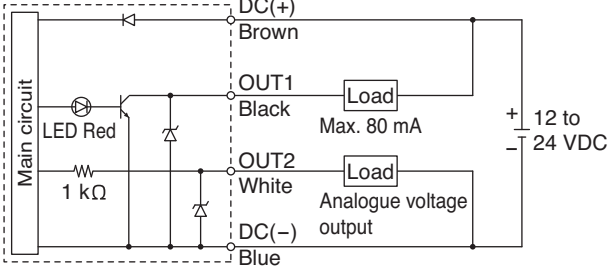 DC(+)
Brown
OUT1
Black
Load
Max. 80 mA
+
12 to
24 VDC
−
Main circuit
LED Red
OUT2
White
Load
1 kΩ
Analogue voltage
output
DC(−)
Blue